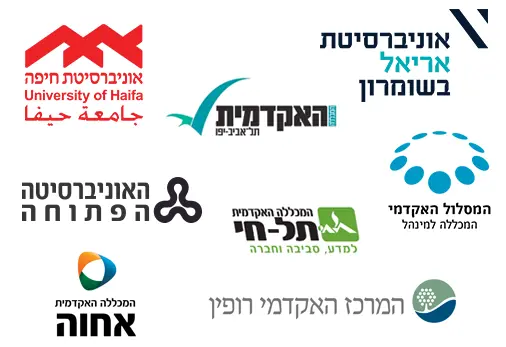 אוניברסיטת חיפה
University of Haifa
جامعة حيفا
אוניברסיטת
אריאל
בשומרון
האקדמית
תל־אביב-יפו
המסלול האקדמי
המכללה למינהל
האוניברסיטה
הפתוחה
המכללה האקדמית
תל-חי
למדע, סביבה וחברה
המכללה האקדמית
אחוה
המרכז האקדמי רופין